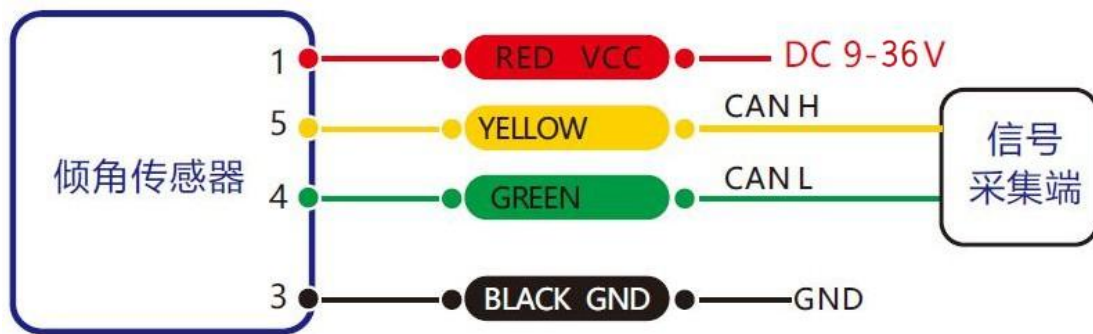 倾角传感器
1 RED VCC DC 9-36V
5 YELLOW CAN H
4 GREEN CAN L
3 BLACK GND GND
信号
采集端